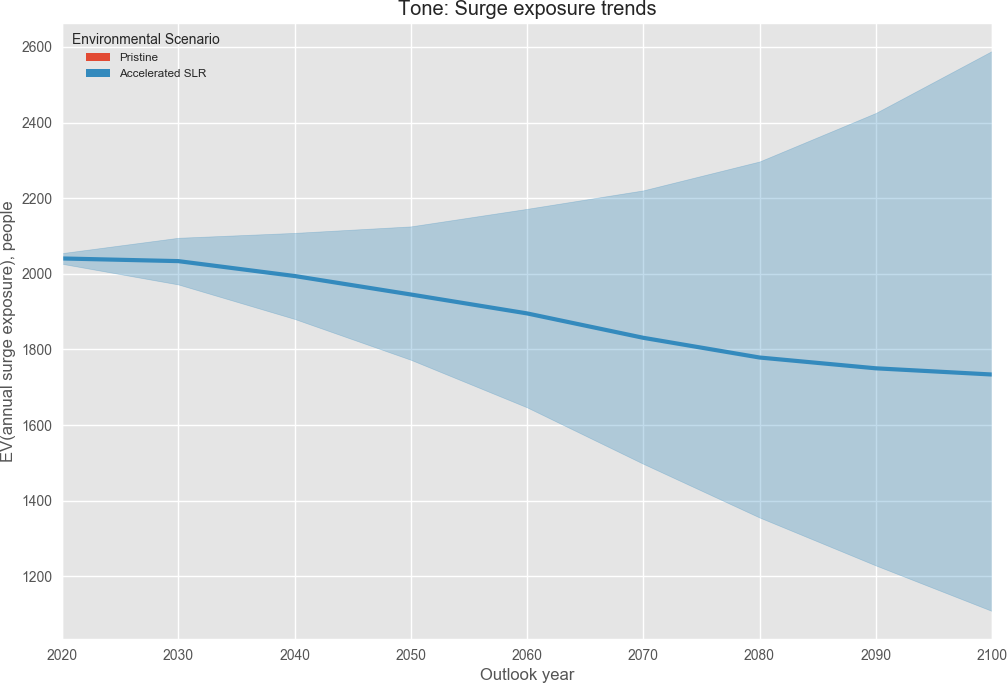 Tone: Surge exposure trends
Environmental Scenario
Pristine
Accelerated SLR
EV(annual surge exposure), people
2600
2400
2200
2000
1800
1600
1400
1200
2020 2030 2040 2050 2060 2070 2080 2090 2100
Outlook year